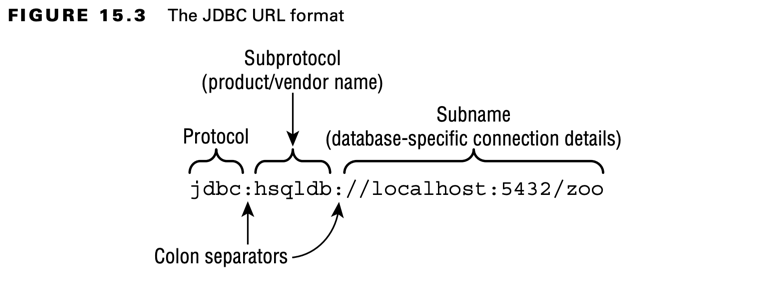 FIGURE 15.3 The JDBC URL format
Subprotocol
(product/vendor name)
Subname
(database-specific connection details)
Protocol
jdbc:hsqldb://localhost:5432/zoo
Colon separators